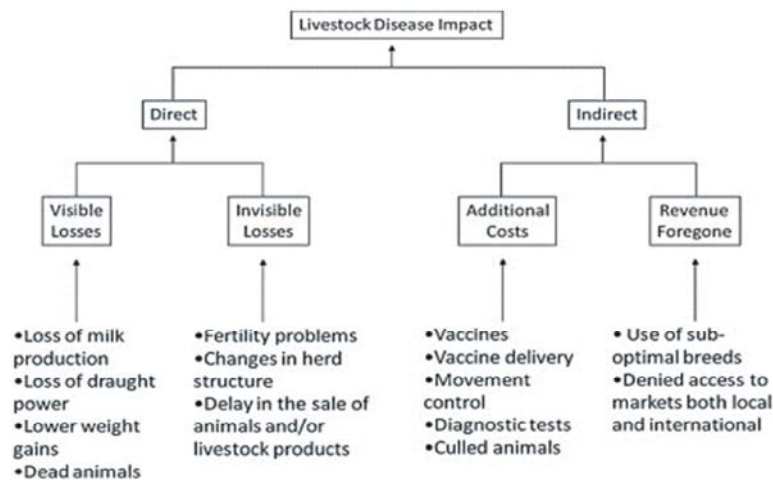 Livestock Disease Impact
Direct
Indirect
Visible
Losses
Invisible
Losses
Additional
Costs
Revenue
Foregone
•Loss of milk
production
•Loss of draught
power
•Lower weight
gains
•Dead animals
•Fertility problems
•Changes in herd
structure
•Delay in the sale of
animals and/or
livestock products
•Vaccines
•Vaccine delivery
•Movement
control
•Diagnostic tests
•Culled animals
• Use of sub-
optimal breeds
• Denied access to
markets both local
and international